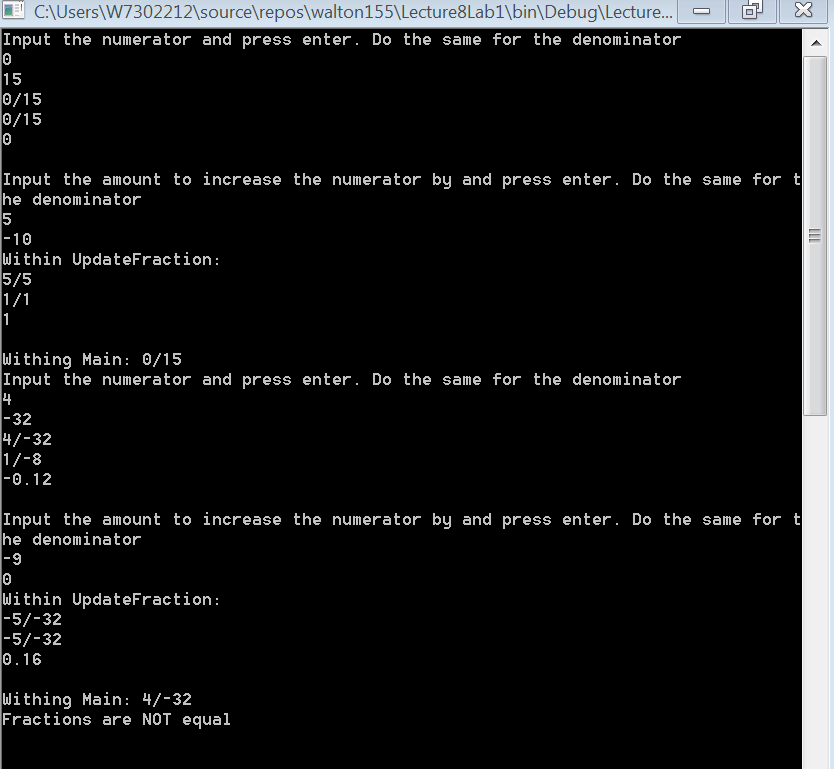 C:\Users\W7302212\source\repos\walton155\Lecture8Lab1\bin\Debug\Lecture...
Input the numerator and press enter. Do the same for the denominator
0
15
0/15
0/15
0
Input the amount to increase the numerator by and press enter. Do the same for t
he denominator
5
-10
Within UpdateFraction:
5/5
1/1
1
Withing Main: 0/15
Input the numerator and press enter. Do the same for the denominator
4
-32
4/-32
1/-8
-0.12
Input the amount to increase the numerator by and press enter. Do the same for t
he denominator
-9
0
Within UpdateFraction:
-5/-32
-5/-32
0.16
Withing Main: 4/-32
Fractions are NOT equal